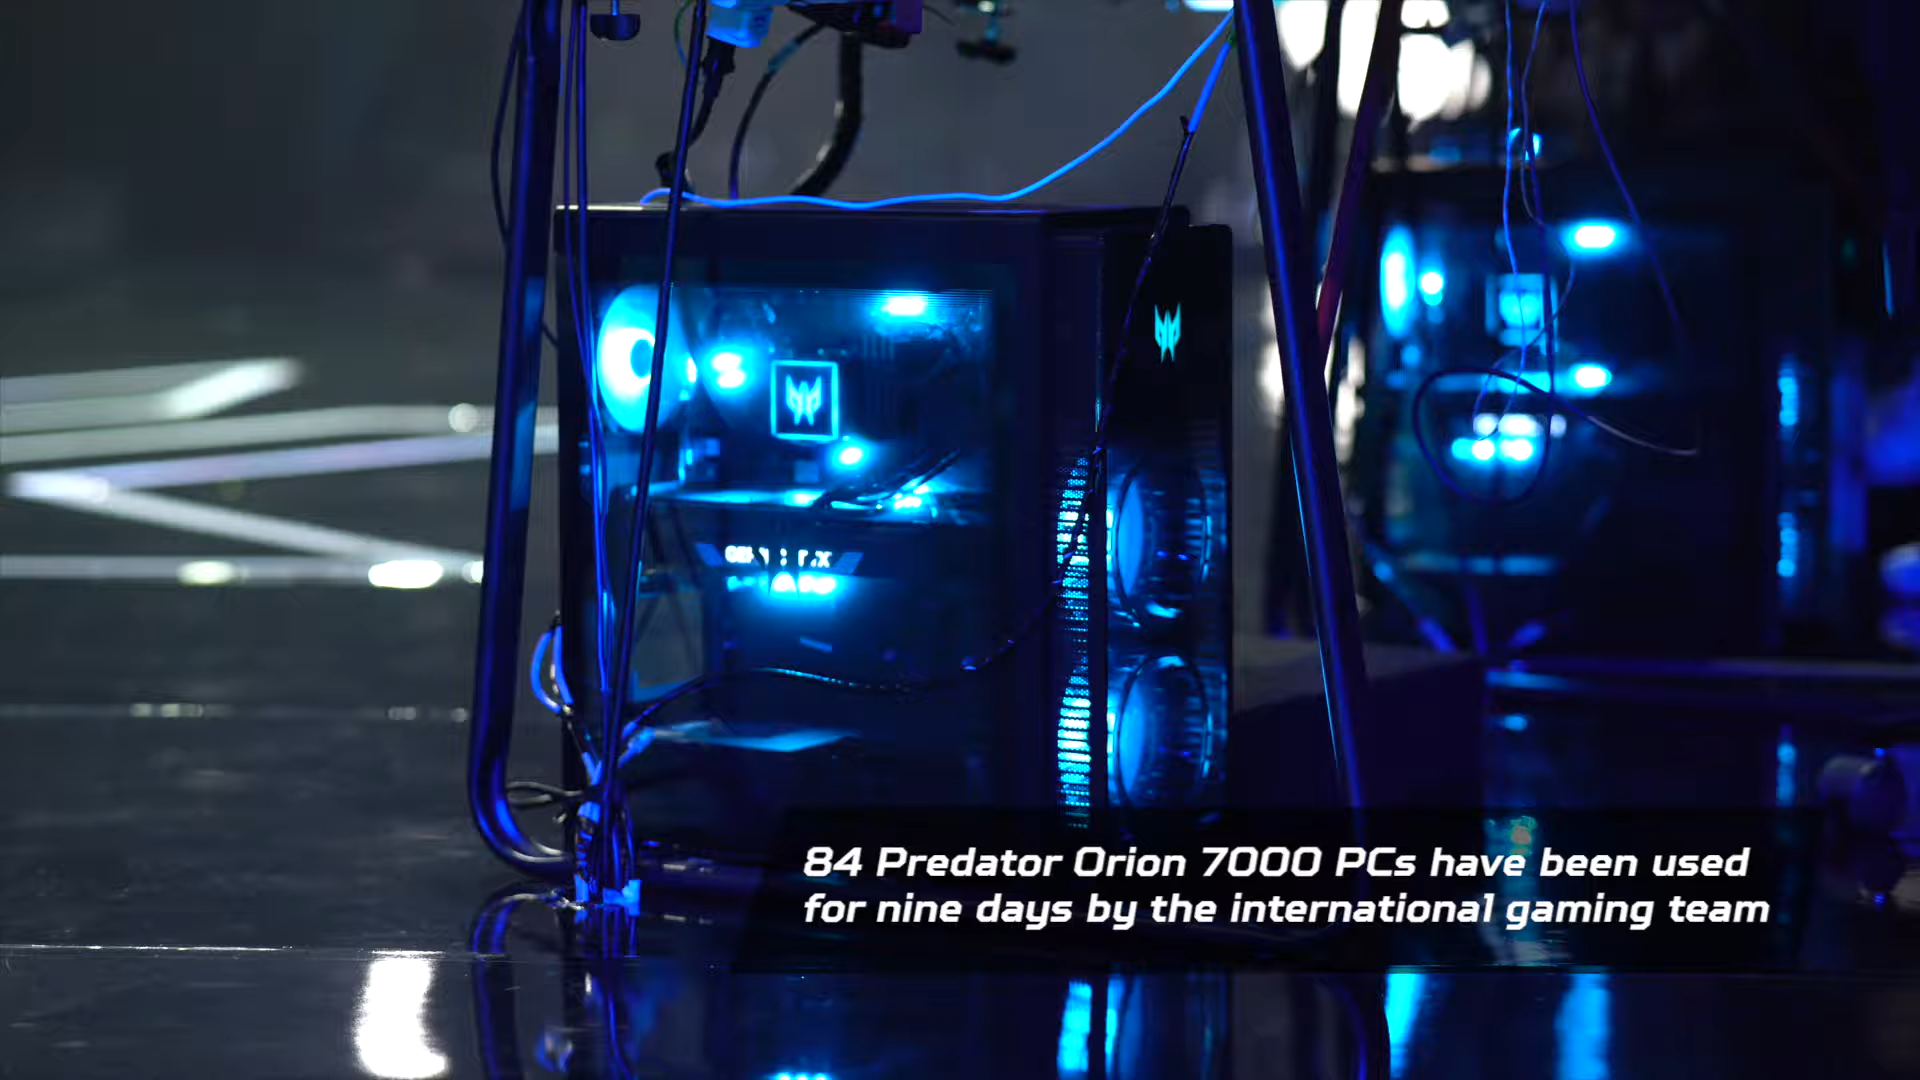 84 Predator Orion 7000 PCs have been used
for nine days by the international gaming team